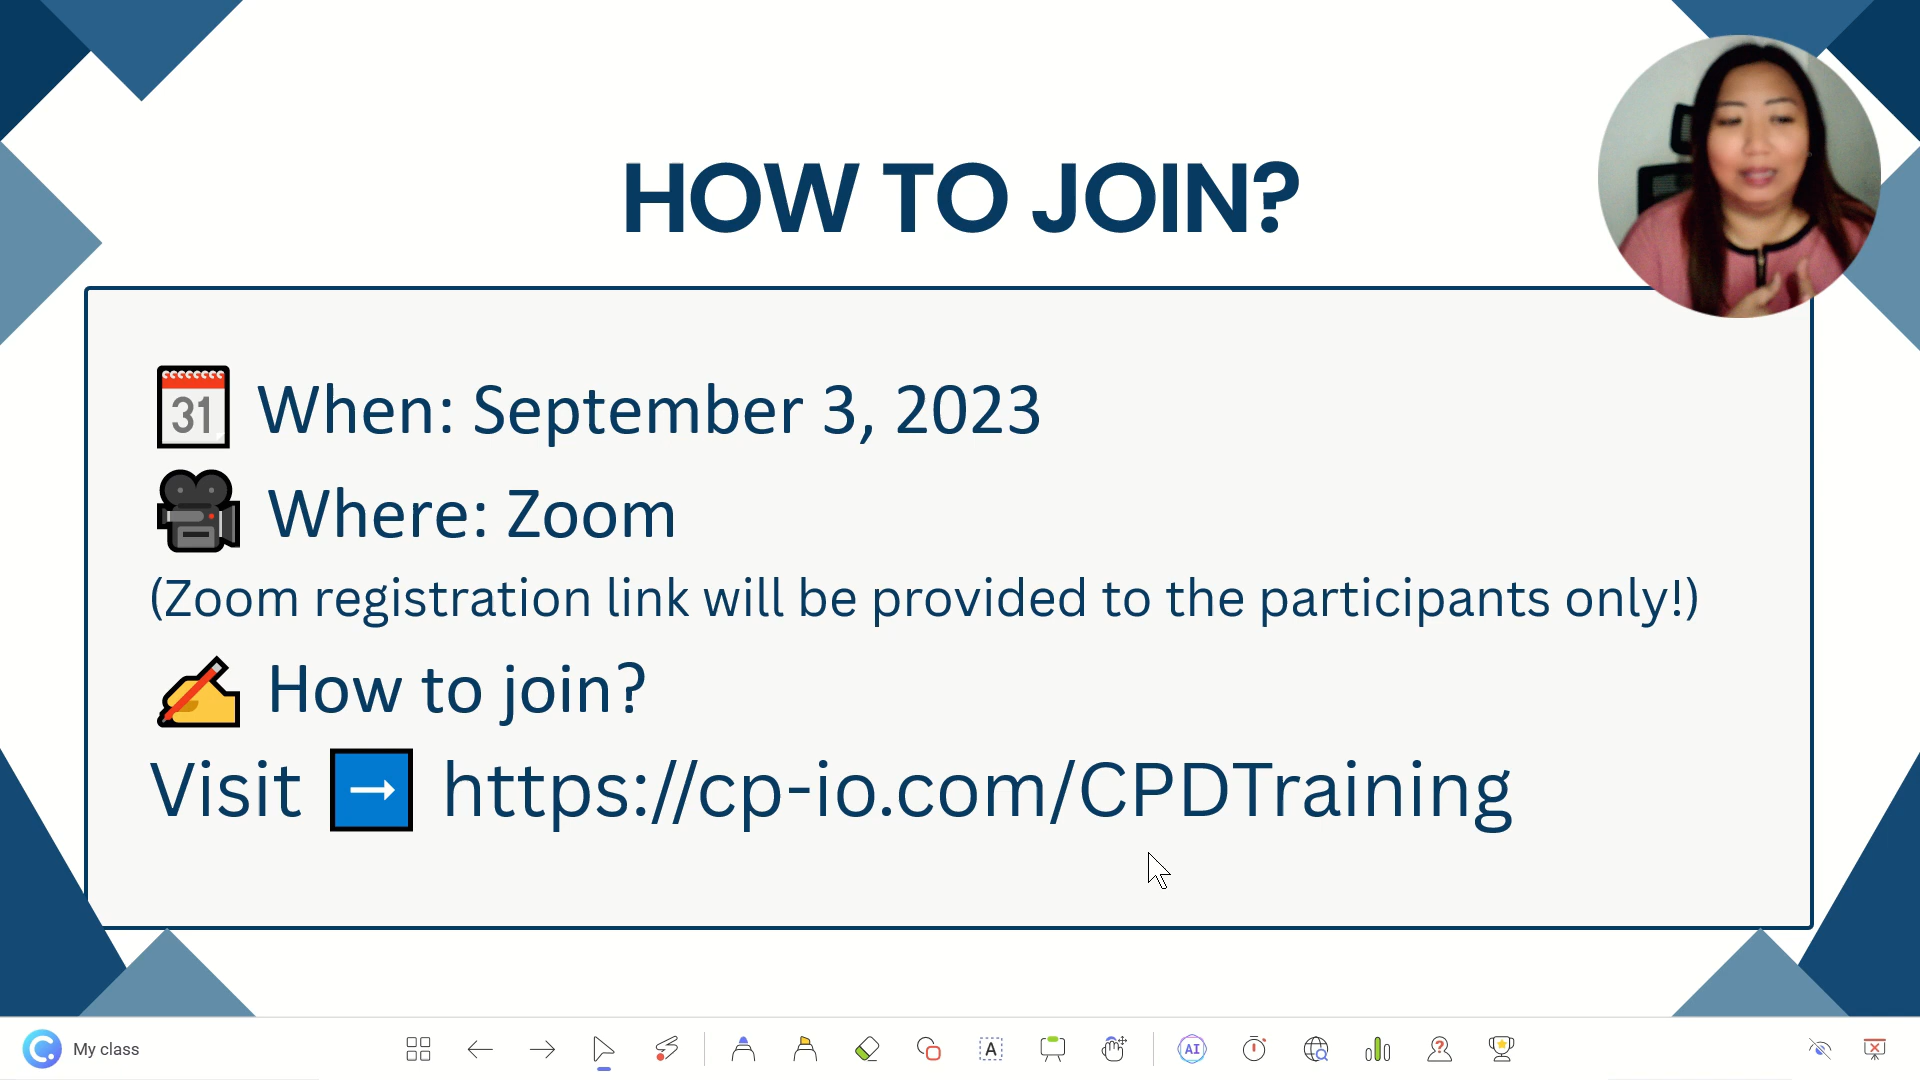 HOW TO JOIN?
31 When: September 3, 2023
Where: Zoom
(Zoom registration link will be provided to the participants only!)
How to join?
Visit ➡ https://cp-io.com/CPDTraining
My class
A
AI
?